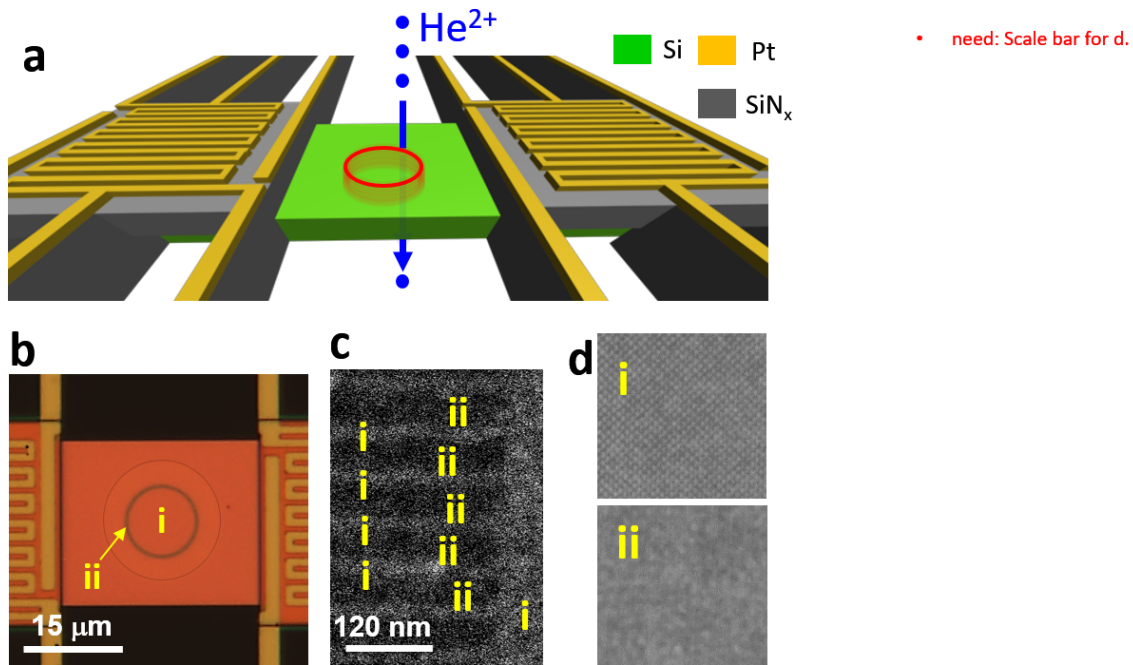 He²⁺
a
Si
Pt
SiNₓ
• need: Scale bar for d.
b
i
ii
15 μm
c
ii
i
ii
i
ii
i
ii
i
ii
i
120 nm
d
i
ii